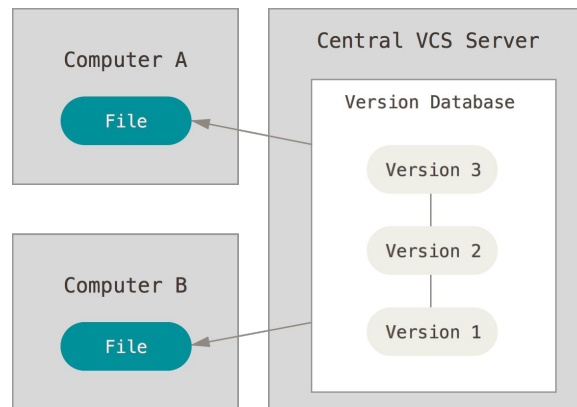 Computer A
File
Computer B
File
Central VCS Server
Version Database
Version 3
Version 2
Version 1